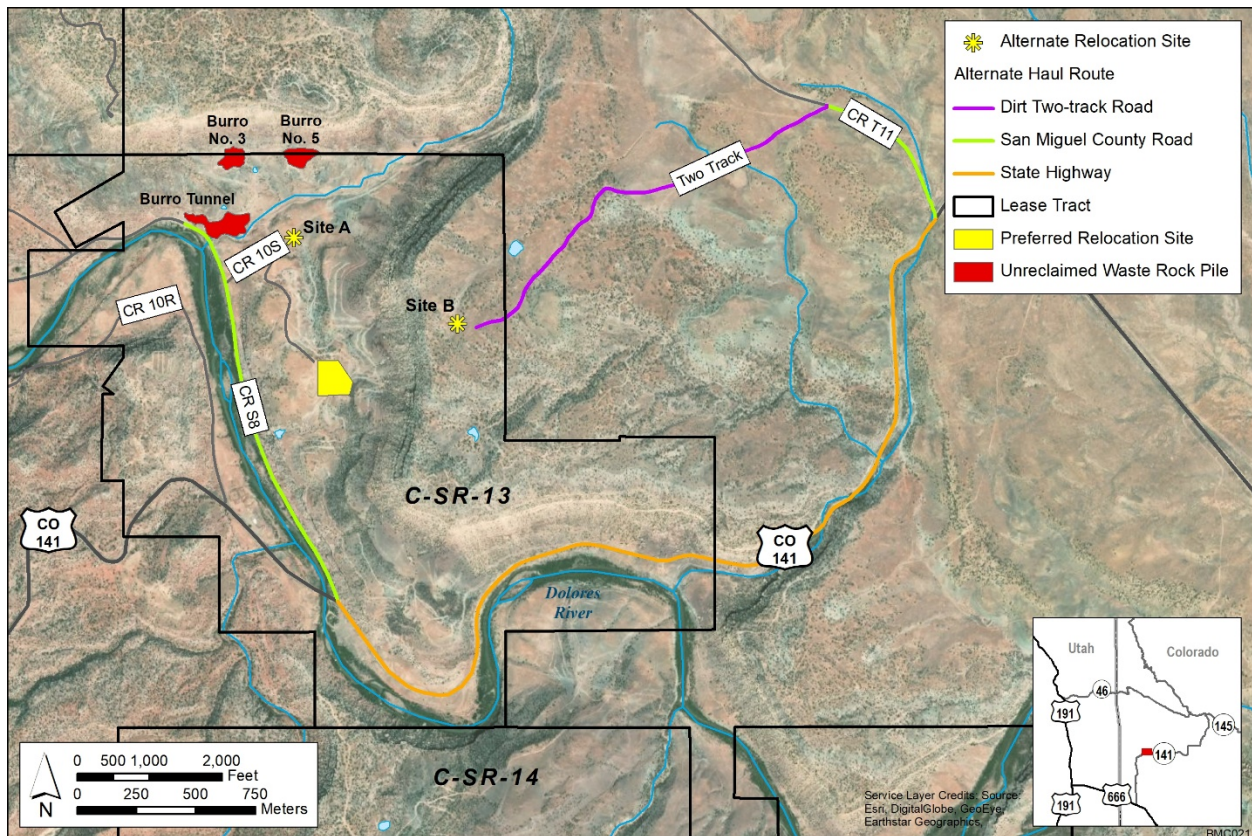 Alternate Relocation Site
Alternate Haul Route
Dirt Two-track Road
San Miguel County Road
State Highway
Lease Tract
Preferred Relocation Site
Unreclaimed Waste Rock Pile
Burro
No. 3
Burro
No. 5
Burro Tunnel
Site A
CR 10S
CR 10R
Site B
Two Track
CR T11
CR S8
C-SR-13
CO
141
CO
141
Dolores
River
C-SR-14
N
0 500 1,000 2,000
Feet
0 250 500 750
Meters
Service Layer Credits: Source:
Esri, DigitalGlobe, GeoEye,
Earthstar Geographics,
Utah
Colorado
46
191
145
141
191
666